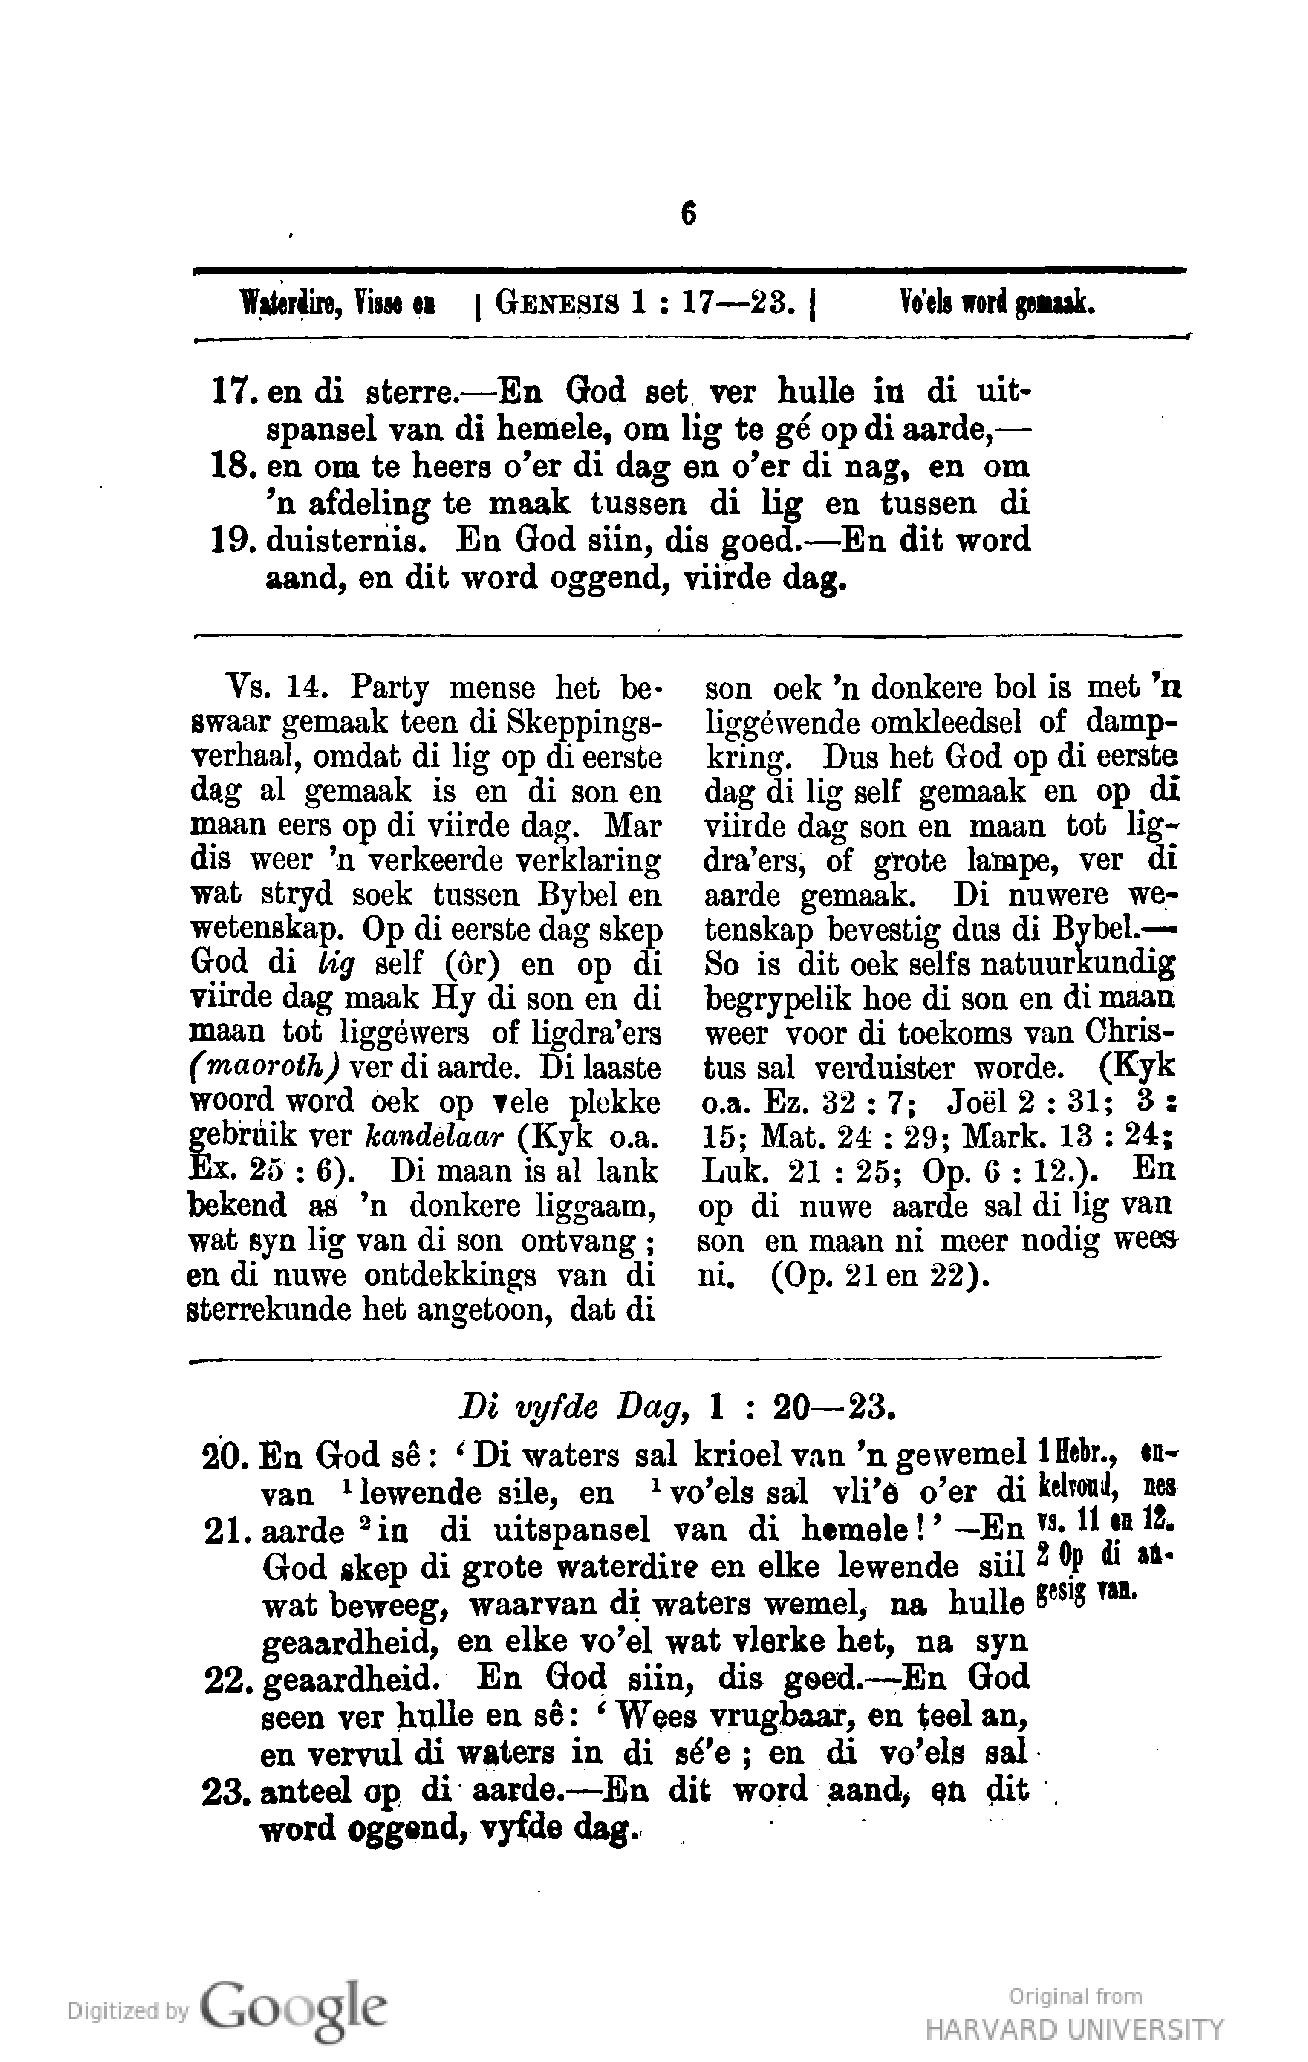 6
Waterdire, Visse en | GENESIS 1 : 17—23. | Vo'els word gemaak.
17. en di sterre.—En God set ver hulle in di uit-
spansel van di hemele, om lig te gé op di aarde,—
18. en om te heers o'er di dag en o'er di nag, en om
'n afdeling te maak tussen di lig en tussen di
19. duisternis. En God siin, dis goed.—En dit word
aand, en dit word oggend, viirde dag.
Vs. 14. Party mense het be-
swaar gemaak teen di Skeppings-
verhaal, omdat di lig op di eerste
dag al gemaak is en di son en
maan eers op di viirde dag. Mar
dis weer 'n verkeerde verklaring
wat stryd soek tussen Bybel en
wetenskap. Op di eerste dag skep
God di lig self (ôr) en op di
viirde dag maak Hy di son en di
maan tot liggéwers of ligdra'ers
(maoroth) ver di aarde. Di laaste
woord word oek op vele plekke
gebruik ver kandelaar (Kyk o.a.
Ex. 25 : 6). Di maan is al lank
bekend as 'n donkere liggaam,
wat syn lig van di son ontvang ;
en di nuwe ontdekkings van di
sterrekunde het angetoon, dat di
son oek 'n donkere bol is met 'n
liggéwende omkleedsel of damp-
kring. Dus het God op di eerste
dag di lig self gemaak en op di
viirde dag son en maan tot lig-
dra'ers, of grote lampe, ver di
aarde gemaak. Di nuwere we-
tenskap bevestig dus di Bybel.—
So is dit oek selfs natuurkundig
begrypelik hoe di son en di maan
weer voor di toekoms van Chris-
tus sal verduister worde. (Kyk
o.a. Ez. 32 : 7; Joël 2 : 31; 3 :
15; Mat. 24 : 29; Mark. 13 : 24;
Luk. 21 : 25; Op. 6 : 12.). En
op di nuwe aarde sal di lig van
son en maan ni meer nodig wees
ni. (Op. 21 en 22).
Di vyfde Dag, 1 : 20—23.
20. En God sê: ‘Di waters sal krioel van 'n gewemel
van ¹lewende sile, en ¹vo'els sal vli'e o'er di
21. aarde ²in di uitspansel van di hemele!’ —En
God skep di grote waterdire en elke lewende siil
wat beweeg, waarvan di waters wemel, na hulle
geaardheid, en elke vo'el wat vlerke het, na syn
22. geaardheid. En God siin, dis goed.—En God
seen ver hulle en sê: ‘Wees vrugbaar, en teel an,
en vervul di waters in di sé'e ; en di vo'els sal
23. anteel op di aarde.—En dit word aand, en dit
word oggend, vyfde dag.
1 Hebr., en-
kelvoud, nes
vs. 11 en 12.
2 Op di an-
gesig van.
Digitized by Google
Original from
HARVARD UNIVERSITY